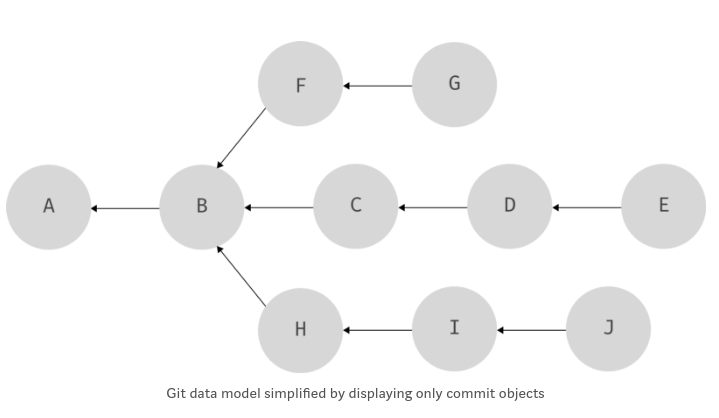 F G
A B C D E
H I J
Git data model simplified by displaying only commit objects